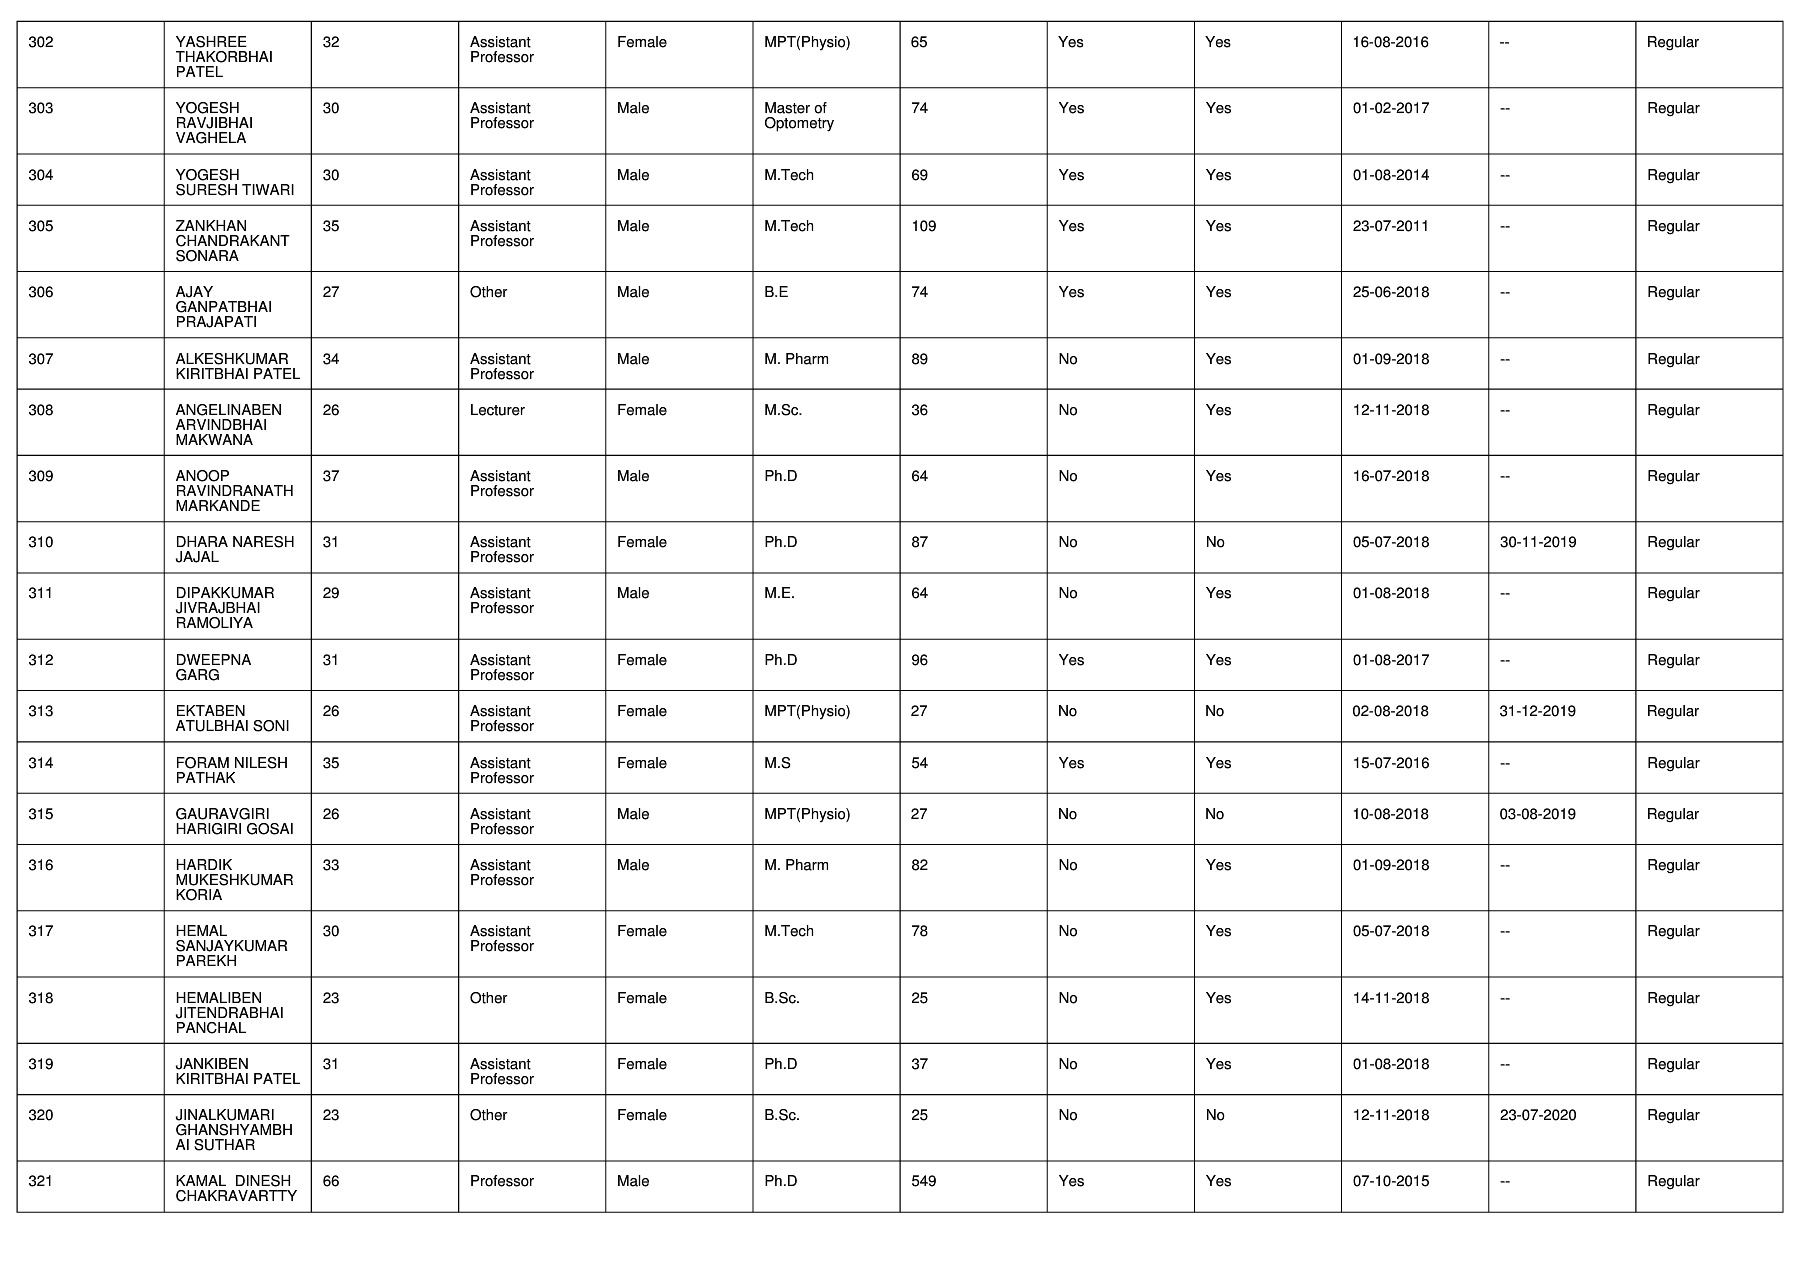 302 YASHREE 32 Assistant Female MPT(Physio) 65 Yes Yes 16-08-2016 -- Regular
THAKORBHAI Professor
PATEL
303 YOGESH 30 Assistant Male Master of 74 Yes Yes 01-02-2017 -- Regular
RAVJIBHAI Professor Optometry
VAGHELA
304 YOGESH 30 Assistant Male M.Tech 69 Yes Yes 01-08-2014 -- Regular
SURESH TIWARI Professor
305 ZANKHAN 35 Assistant Male M.Tech 109 Yes Yes 23-07-2011 -- Regular
CHANDRAKANT Professor
SONARA
306 AJAY 27 Other Male B.E 74 Yes Yes 25-06-2018 -- Regular
GANPATBHAI
PRAJAPATI
307 ALKESHKUMAR 34 Assistant Male M. Pharm 89 No Yes 01-09-2018 -- Regular
KIRITBHAI PATEL Professor
308 ANGELINABEN 26 Lecturer Female M.Sc. 36 No Yes 12-11-2018 -- Regular
ARVINDBHAI
MAKWANA
309 ANOOP 37 Assistant Male Ph.D 64 No Yes 16-07-2018 -- Regular
RAVINDRANATH Professor
MARKANDE
310 DHARA NARESH 31 Assistant Female Ph.D 87 No No 05-07-2018 30-11-2019 Regular
JAJAL Professor
311 DIPAKKUMAR 29 Assistant Male M.E. 64 No Yes 01-08-2018 -- Regular
JIVRAJBHAI Professor
RAMOLIYA
312 DWEEPNA 31 Assistant Female Ph.D 96 Yes Yes 01-08-2017 -- Regular
GARG Professor
313 EKTABEN 26 Assistant Female MPT(Physio) 27 No No 02-08-2018 31-12-2019 Regular
ATULBHAI SONI Professor
314 FORAM NILESH 35 Assistant Female M.S 54 Yes Yes 15-07-2016 -- Regular
PATHAK Professor
315 GAURAVGIRI 26 Assistant Male MPT(Physio) 27 No No 10-08-2018 03-08-2019 Regular
HARIGIRI GOSAI Professor
316 HARDIK 33 Assistant Male M. Pharm 82 No Yes 01-09-2018 -- Regular
MUKESHKUMAR Professor
KORIA
317 HEMAL 30 Assistant Female M.Tech 78 No Yes 05-07-2018 -- Regular
SANJAYKUMAR Professor
PAREKH
318 HEMALIBEN 23 Other Female B.Sc. 25 No Yes 14-11-2018 -- Regular
JITENDRABHAI
PANCHAL
319 JANKIBEN 31 Assistant Female Ph.D 37 No Yes 01-08-2018 -- Regular
KIRITBHAI PATEL Professor
320 JINALKUMARI 23 Other Female B.Sc. 25 No No 12-11-2018 23-07-2020 Regular
GHANSHYAMBH
AI SUTHAR
321 KAMAL  DINESH 66 Professor Male Ph.D 549 Yes Yes 07-10-2015 -- Regular
CHAKRAVARTTY